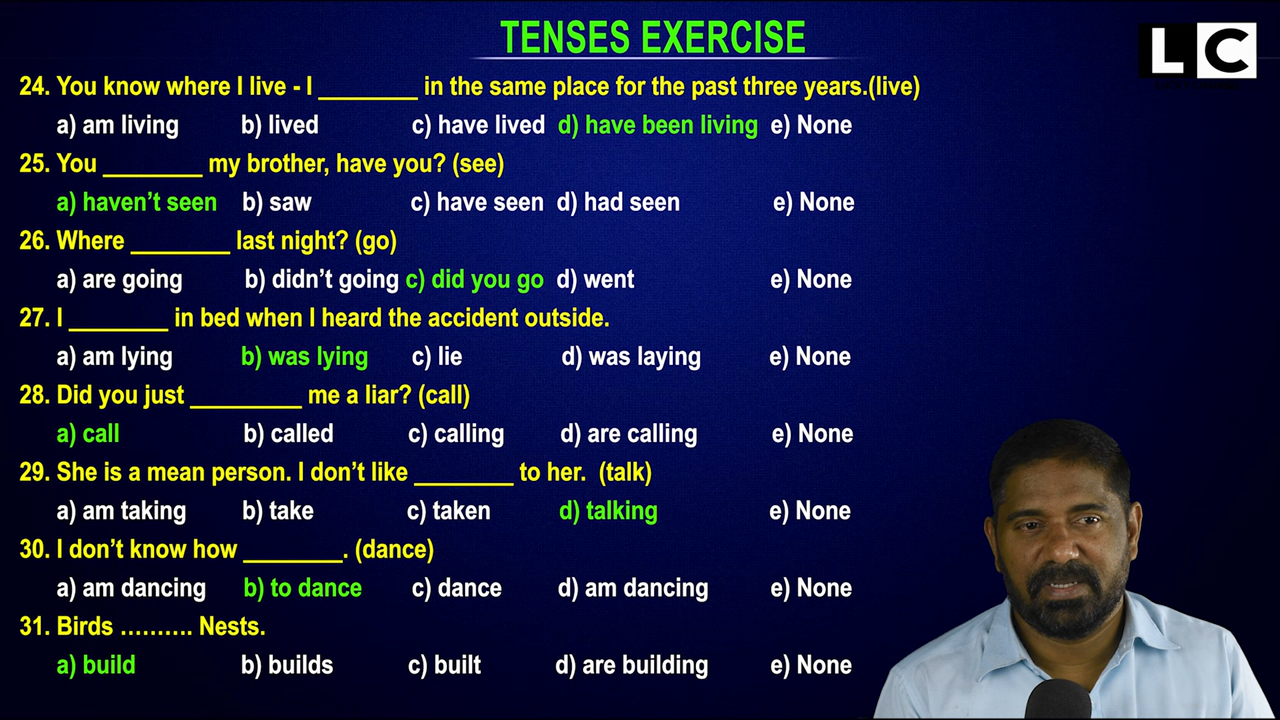 TENSES EXERCISE
LC
24. You know where I live - I ________ in the same place for the past three years.(live)
a) am living b) lived c) have lived d) have been living e) None
25. You ________ my brother, have you? (see)
a) haven’t seen b) saw c) have seen d) had seen e) None
26. Where ________ last night? (go)
a) are going b) didn’t going c) did you go d) went e) None
27. I ________ in bed when I heard the accident outside.
a) am lying b) was lying c) lie d) was laying e) None
28. Did you just _________ me a liar? (call)
a) call b) called c) calling d) are calling e) None
29. She is a mean person. I don’t like ________ to her. (talk)
a) am taking b) take c) taken d) talking e) None
30. I don’t know how ________. (dance)
a) am dancing b) to dance c) dance d) am dancing e) None
31. Birds .......... Nests.
a) build b) builds c) built d) are building e) None